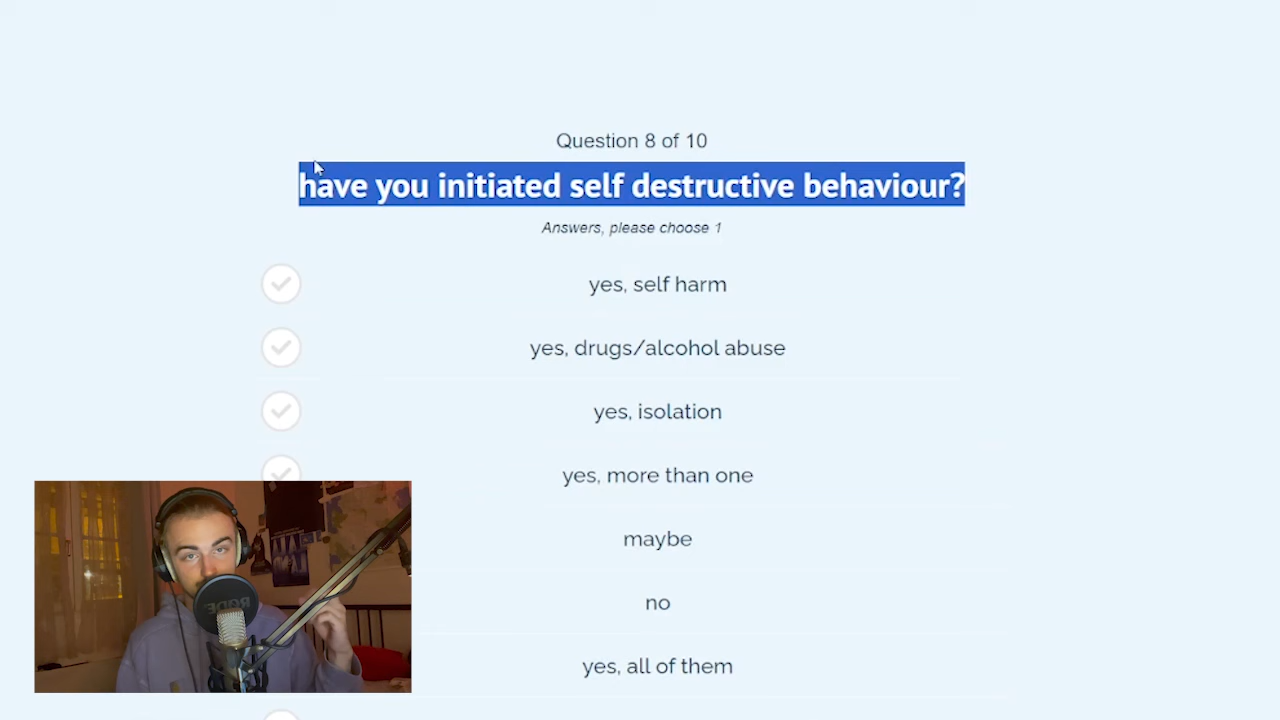 Question 8 of 10
have you initiated self destructive behaviour?
Answers, please choose 1
yes, self harm
yes, drugs/alcohol abuse
yes, isolation
yes, more than one
maybe
no
yes, all of them
RØDE